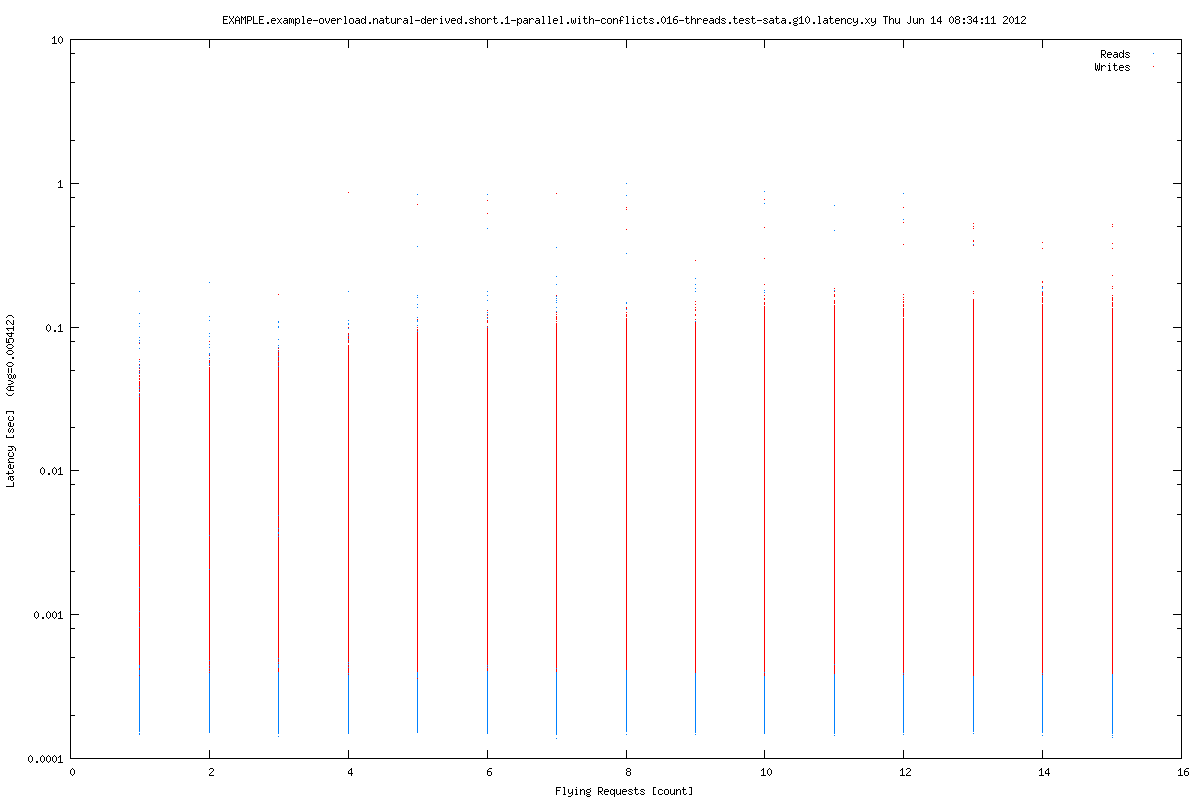 EXAMPLE.example-overload.natural-derived.short.1-parallel.with-conflicts.016-threads.test-sata.g10.latency.xy Thu Jun 14 08:34:11 2012
Reads
Writes
10
1
0.1
0.01
0.001
0.0001
Latency [sec] (Avg=0.005412)
0 2 4 6 8 10 12 14 16
Flying Requests [count]